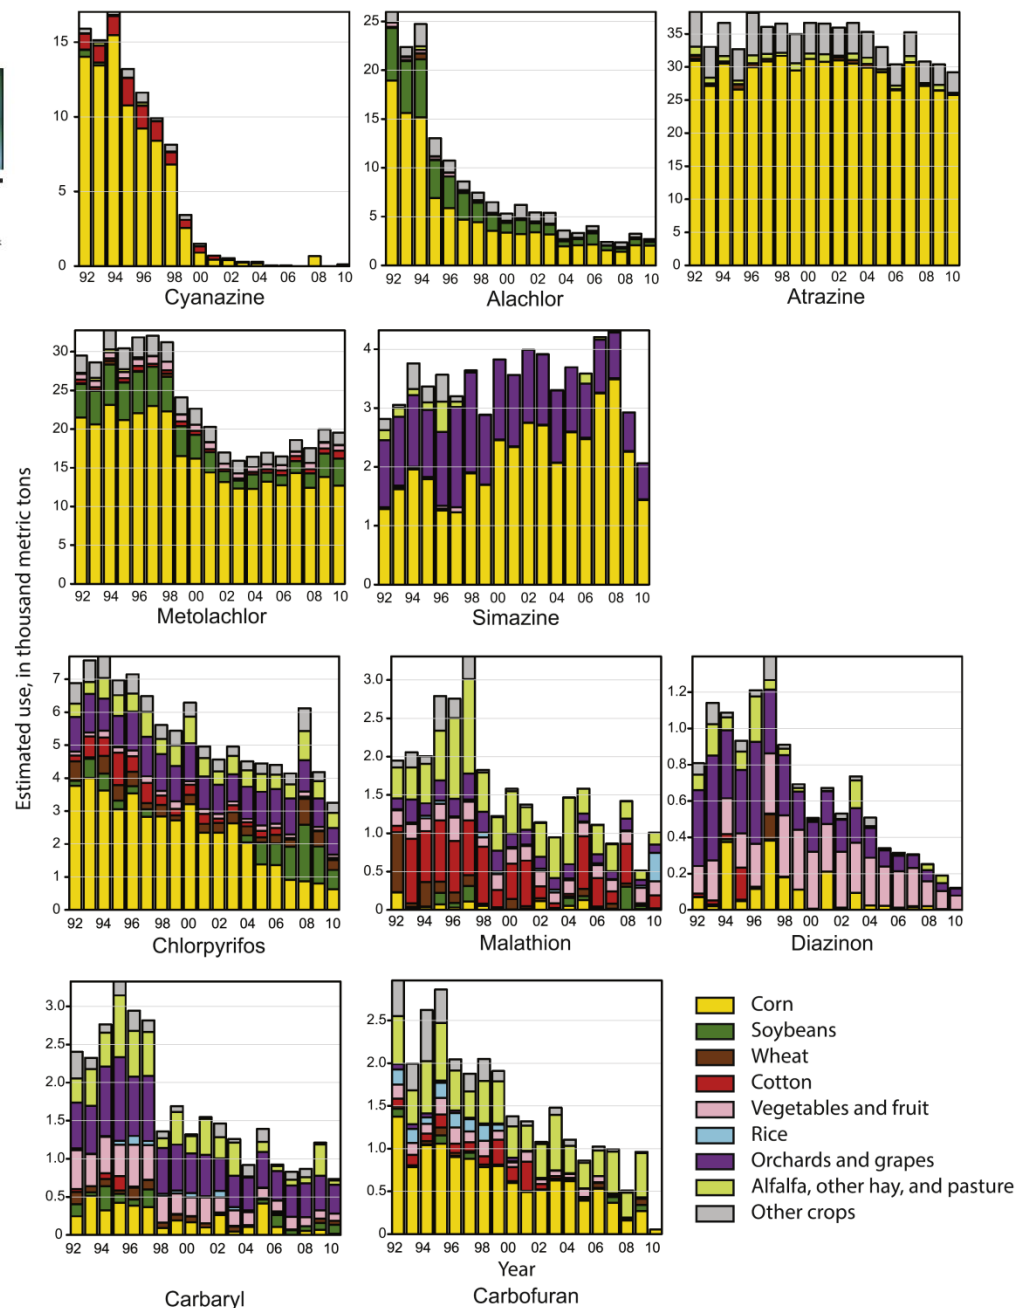 15
10
5
0
92 94 96 98 00 02 04 06 08 10
Cyanazine
25
20
15
10
5
0
92 94 96 98 00 02 04 06 08 10
Alachlor
35
30
25
20
15
10
5
0
92 94 96 98 00 02 04 06 08 10
Atrazine
Estimated use, in thousand metric tons
30
25
20
15
10
5
0
92 94 96 98 00 02 04 06 08 10
Metolachlor
4
3
2
1
0
92 94 96 98 00 02 04 06 08 10
Simazine
7
6
5
4
3
2
1
0
92 94 96 98 00 02 04 06 08 10
Chlorpyrifos
3.0
2.5
2.0
1.5
1.0
0.5
0
92 94 96 98 00 02 04 06 08 10
Malathion
1.2
1.0
0.8
0.6
0.4
0.2
0
92 94 96 98 00 02 04 06 08 10
Diazinon
3.0
2.5
2.0
1.5
1.0
0.5
0
92 94 96 98 00 02 04 06 08 10
Carbaryl
2.5
2.0
1.5
1.0
0.5
0
92 94 96 98 00 02 04 06 08 10
Year
Carbofuran
Corn
Soybeans
Wheat
Cotton
Vegetables and fruit
Rice
Orchards and grapes
Alfalfa, other hay, and pasture
Other crops